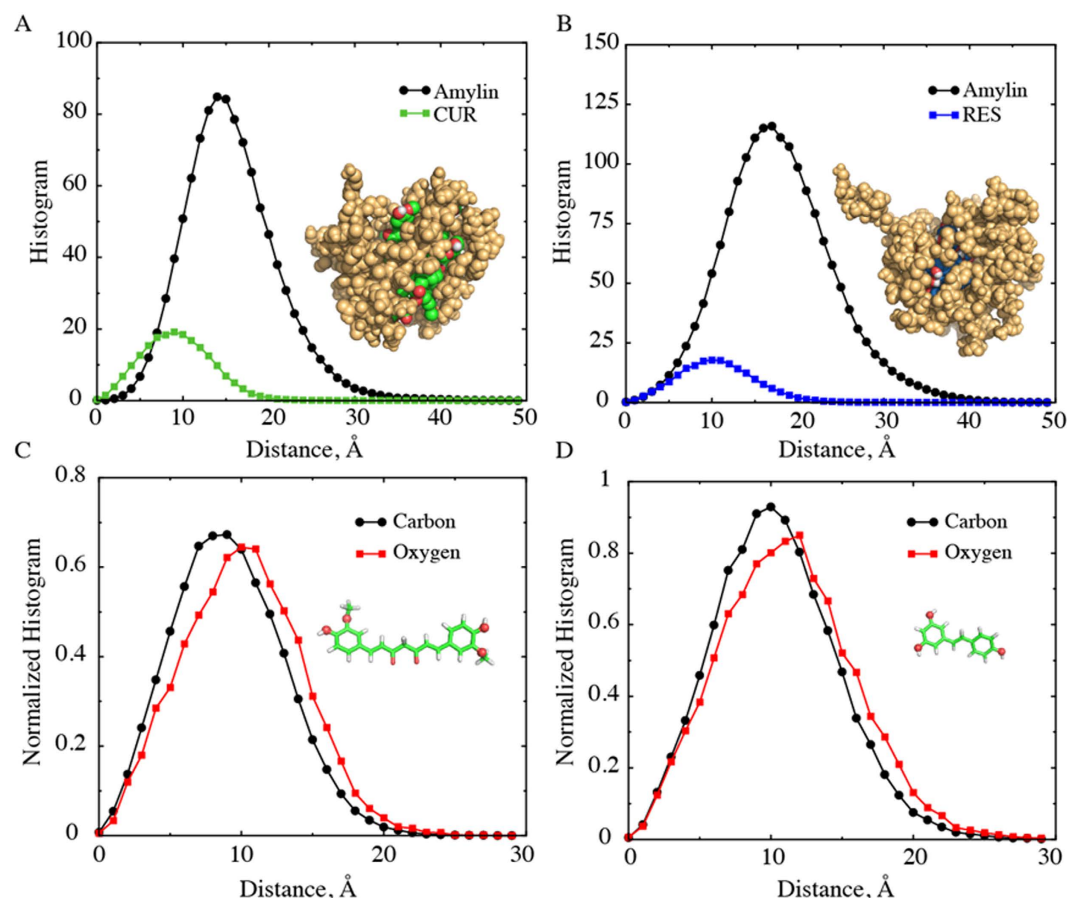 A
100
80
60
40
20
0
Histogram
Amylin
CUR
0 10 20 30 40 50
Distance, Å
B
150
125
100
75
50
25
0
Histogram
Amylin
RES
0 10 20 30 40 50
Distance, Å
C
0.8
0.6
0.4
0.2
0
Normalized Histogram
Carbon
Oxygen
0 10 20 30
Distance, Å
D
1
0.8
0.6
0.4
0.2
0
Normalized Histogram
Carbon
Oxygen
0 10 20 30
Distance, Å